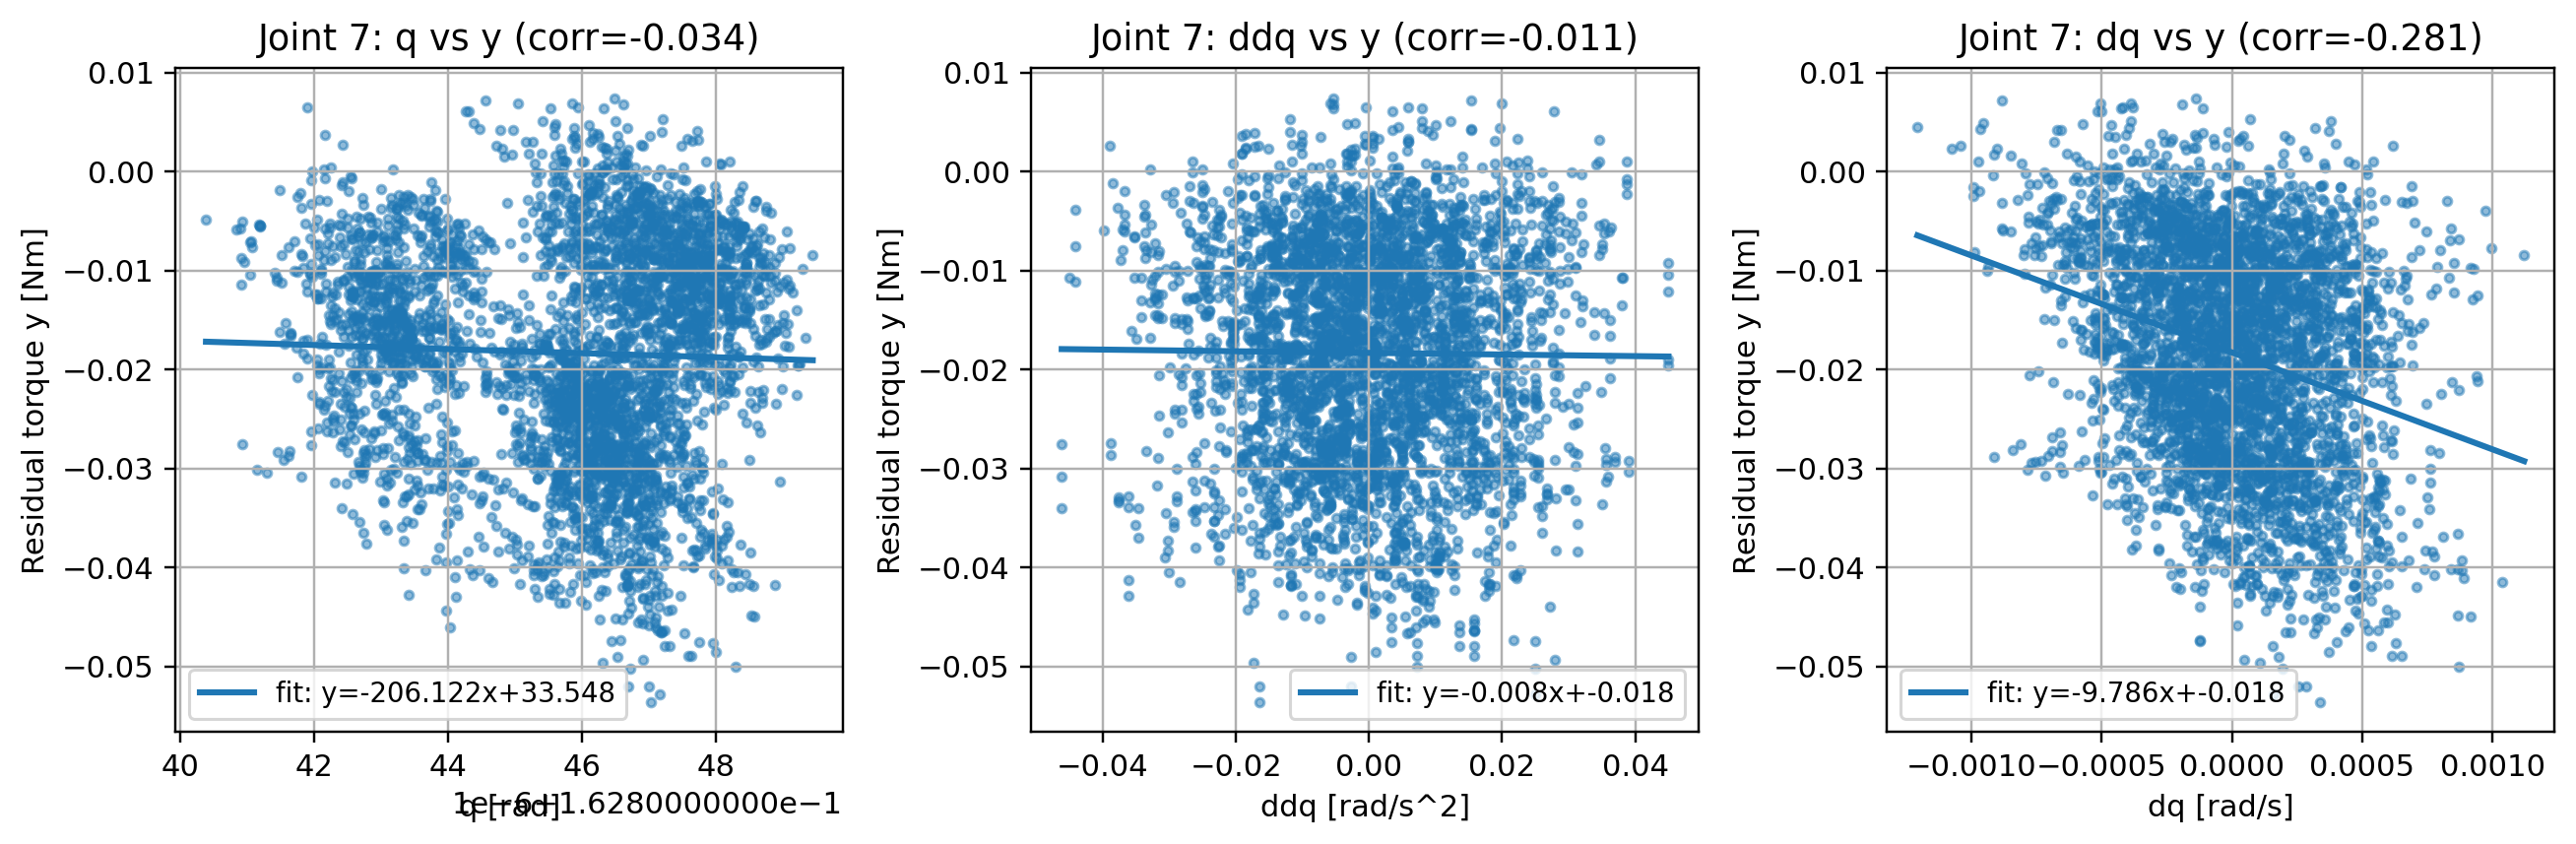 Joint 7: q vs y (corr=-0.034)
0.01
0.00
−0.01
−0.02
−0.03
−0.04
−0.05
Residual torque y [Nm]
fit: y=-206.122x+33.548
40 42 44 46 48
q [rad]
Joint 7: ddq vs y (corr=-0.011)
0.01
0.00
−0.01
−0.02
−0.03
−0.04
−0.05
Residual torque y [Nm]
fit: y=-0.008x+-0.018
−0.04 −0.02 0.00 0.02 0.04
ddq [rad/s^2]
Joint 7: dq vs y (corr=-0.281)
0.01
0.00
−0.01
−0.02
−0.03
−0.04
−0.05
Residual torque y [Nm]
fit: y=-9.786x+-0.018
−0.0010 −0.0005 0.0000 0.0005 0.0010
dq [rad/s]